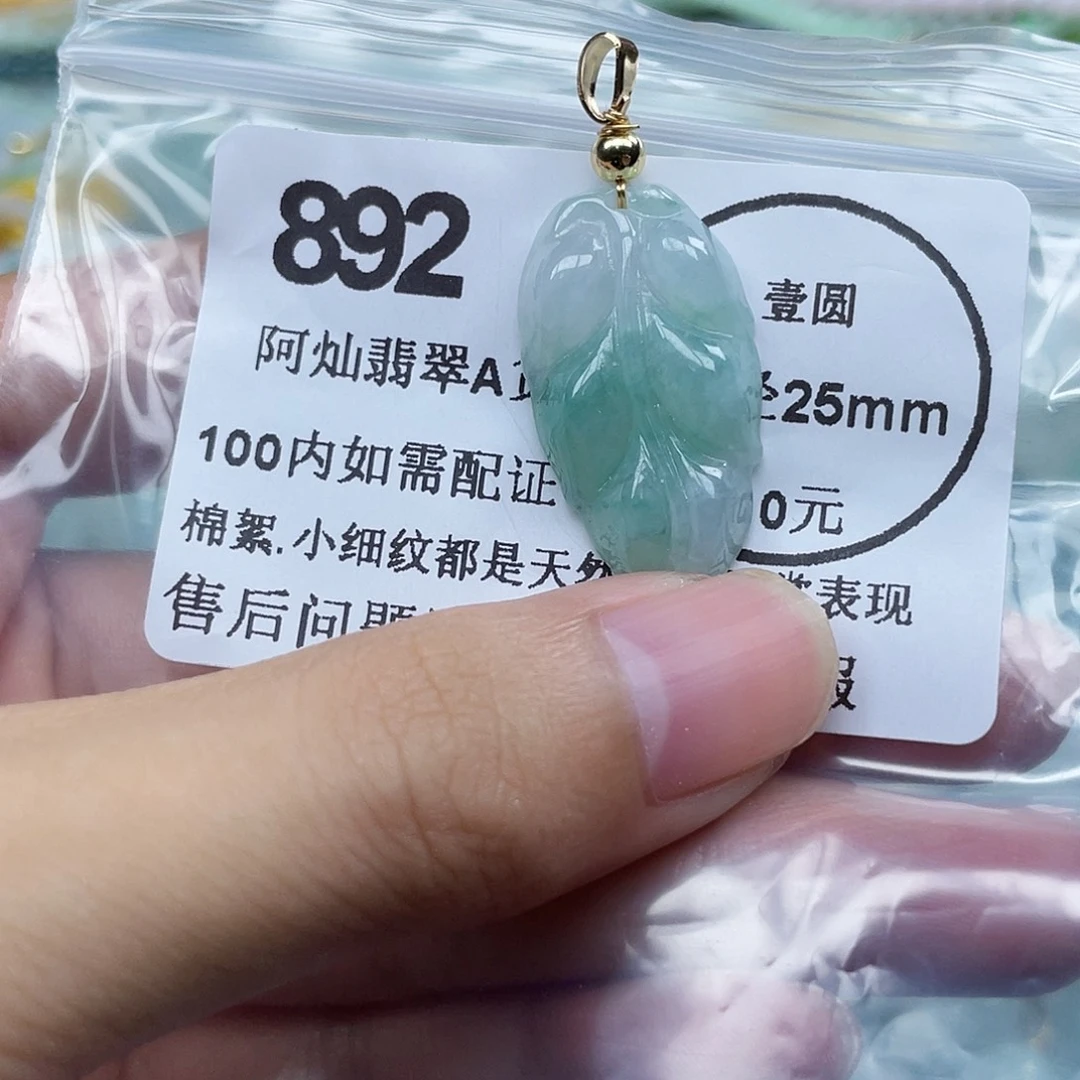 892
阿灿翡翠A
100内如需配证
棉絮.小细纹都是天然
售后问题
壹圆
25mm
0元
表现